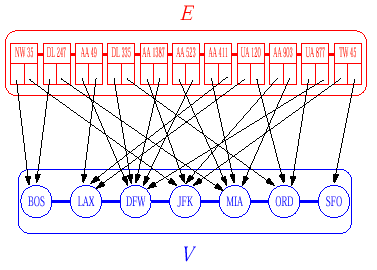 E
NW 35 DL 247 AA 49 DL 335 AA 1387 AA 523 AA 411 UA 120 AA 903 UA 877 TW 45
BOS LAX DFW JFK MIA ORD SFO
V